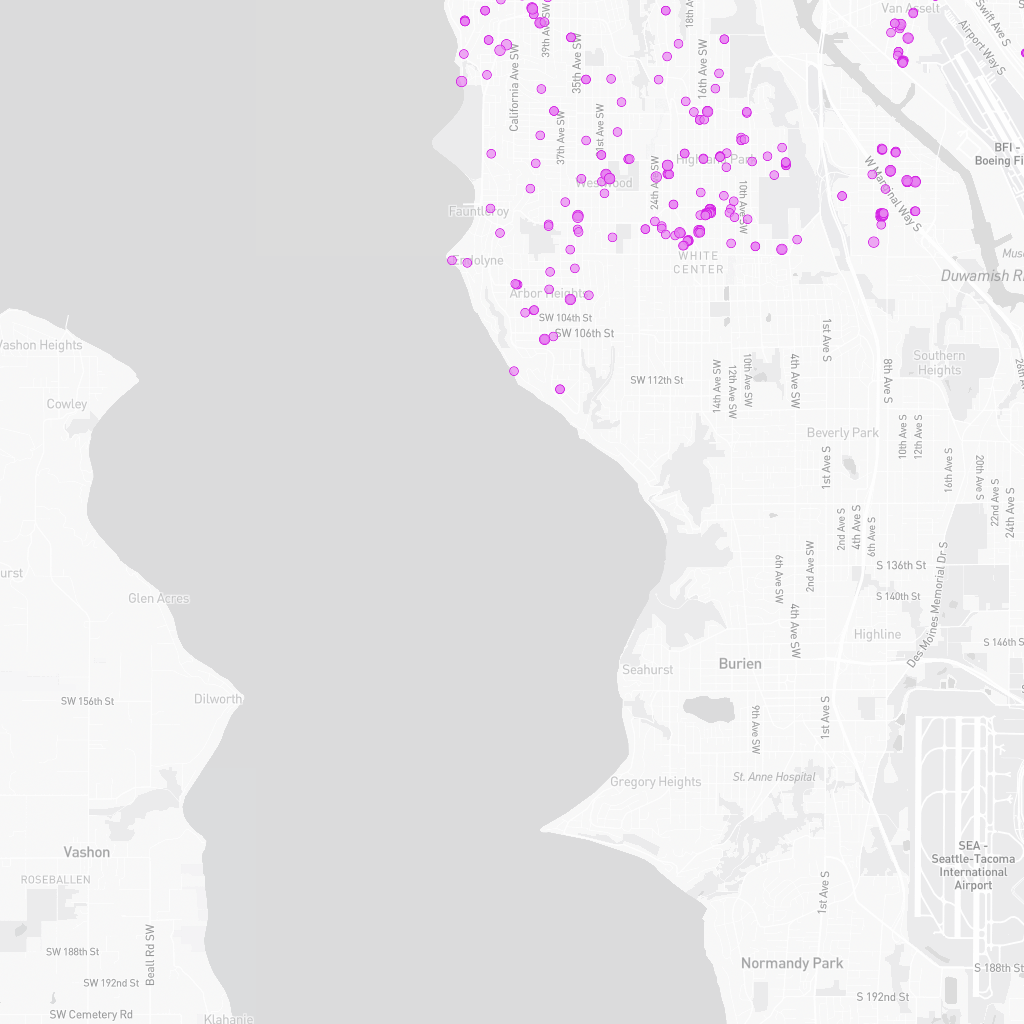 Van Asselt
Swift Ave S
Airport Way S
18th Ave S
39th Ave SW
35th Ave SW
California Ave SW
16th Ave SW
37th Ave SW
1st Ave SW
BFI -
Boeing Fi
Highland Park
W Marginal Way S
24th Ave SW
Westwood
10th Ave SW
Fauntleroy
WHITE
CENTER
Endolyne
Muse
Duwamish R
Arbor Heights
SW 104th St
SW 106th St
Vashon Heights
1st Ave S
Southern
Heights
26th
8th Ave S
SW 112th St
14th Ave SW
12th Ave SW
10th Ave SW
4th Ave SW
Cowley
Beverly Park
10th Ave S
12th Ave S
1st Ave S
16th Ave S
20th Ave S
22nd Ave S
24th Ave S
2nd Ave S
4th Ave S
6th Ave S
2nd Ave SW
6th Ave SW
S 136th St
urst
Glen Acres
S 140th St
Des Moines Memorial Dr S
4th Ave SW
Highline
S 146th S
Burien
Seahurst
SW 156th St
Dilworth
9th Ave SW
1st Ave S
St. Anne Hospital
Gregory Heights
Vashon
SEA -
Seattle-Tacoma
International
Airport
ROSEBALLEN
1st Ave S
Beall Rd SW
SW 188th St
Normandy Park
S 188th S
SW 192nd St
S 192nd St
SW Cemetery Rd
Klahanie